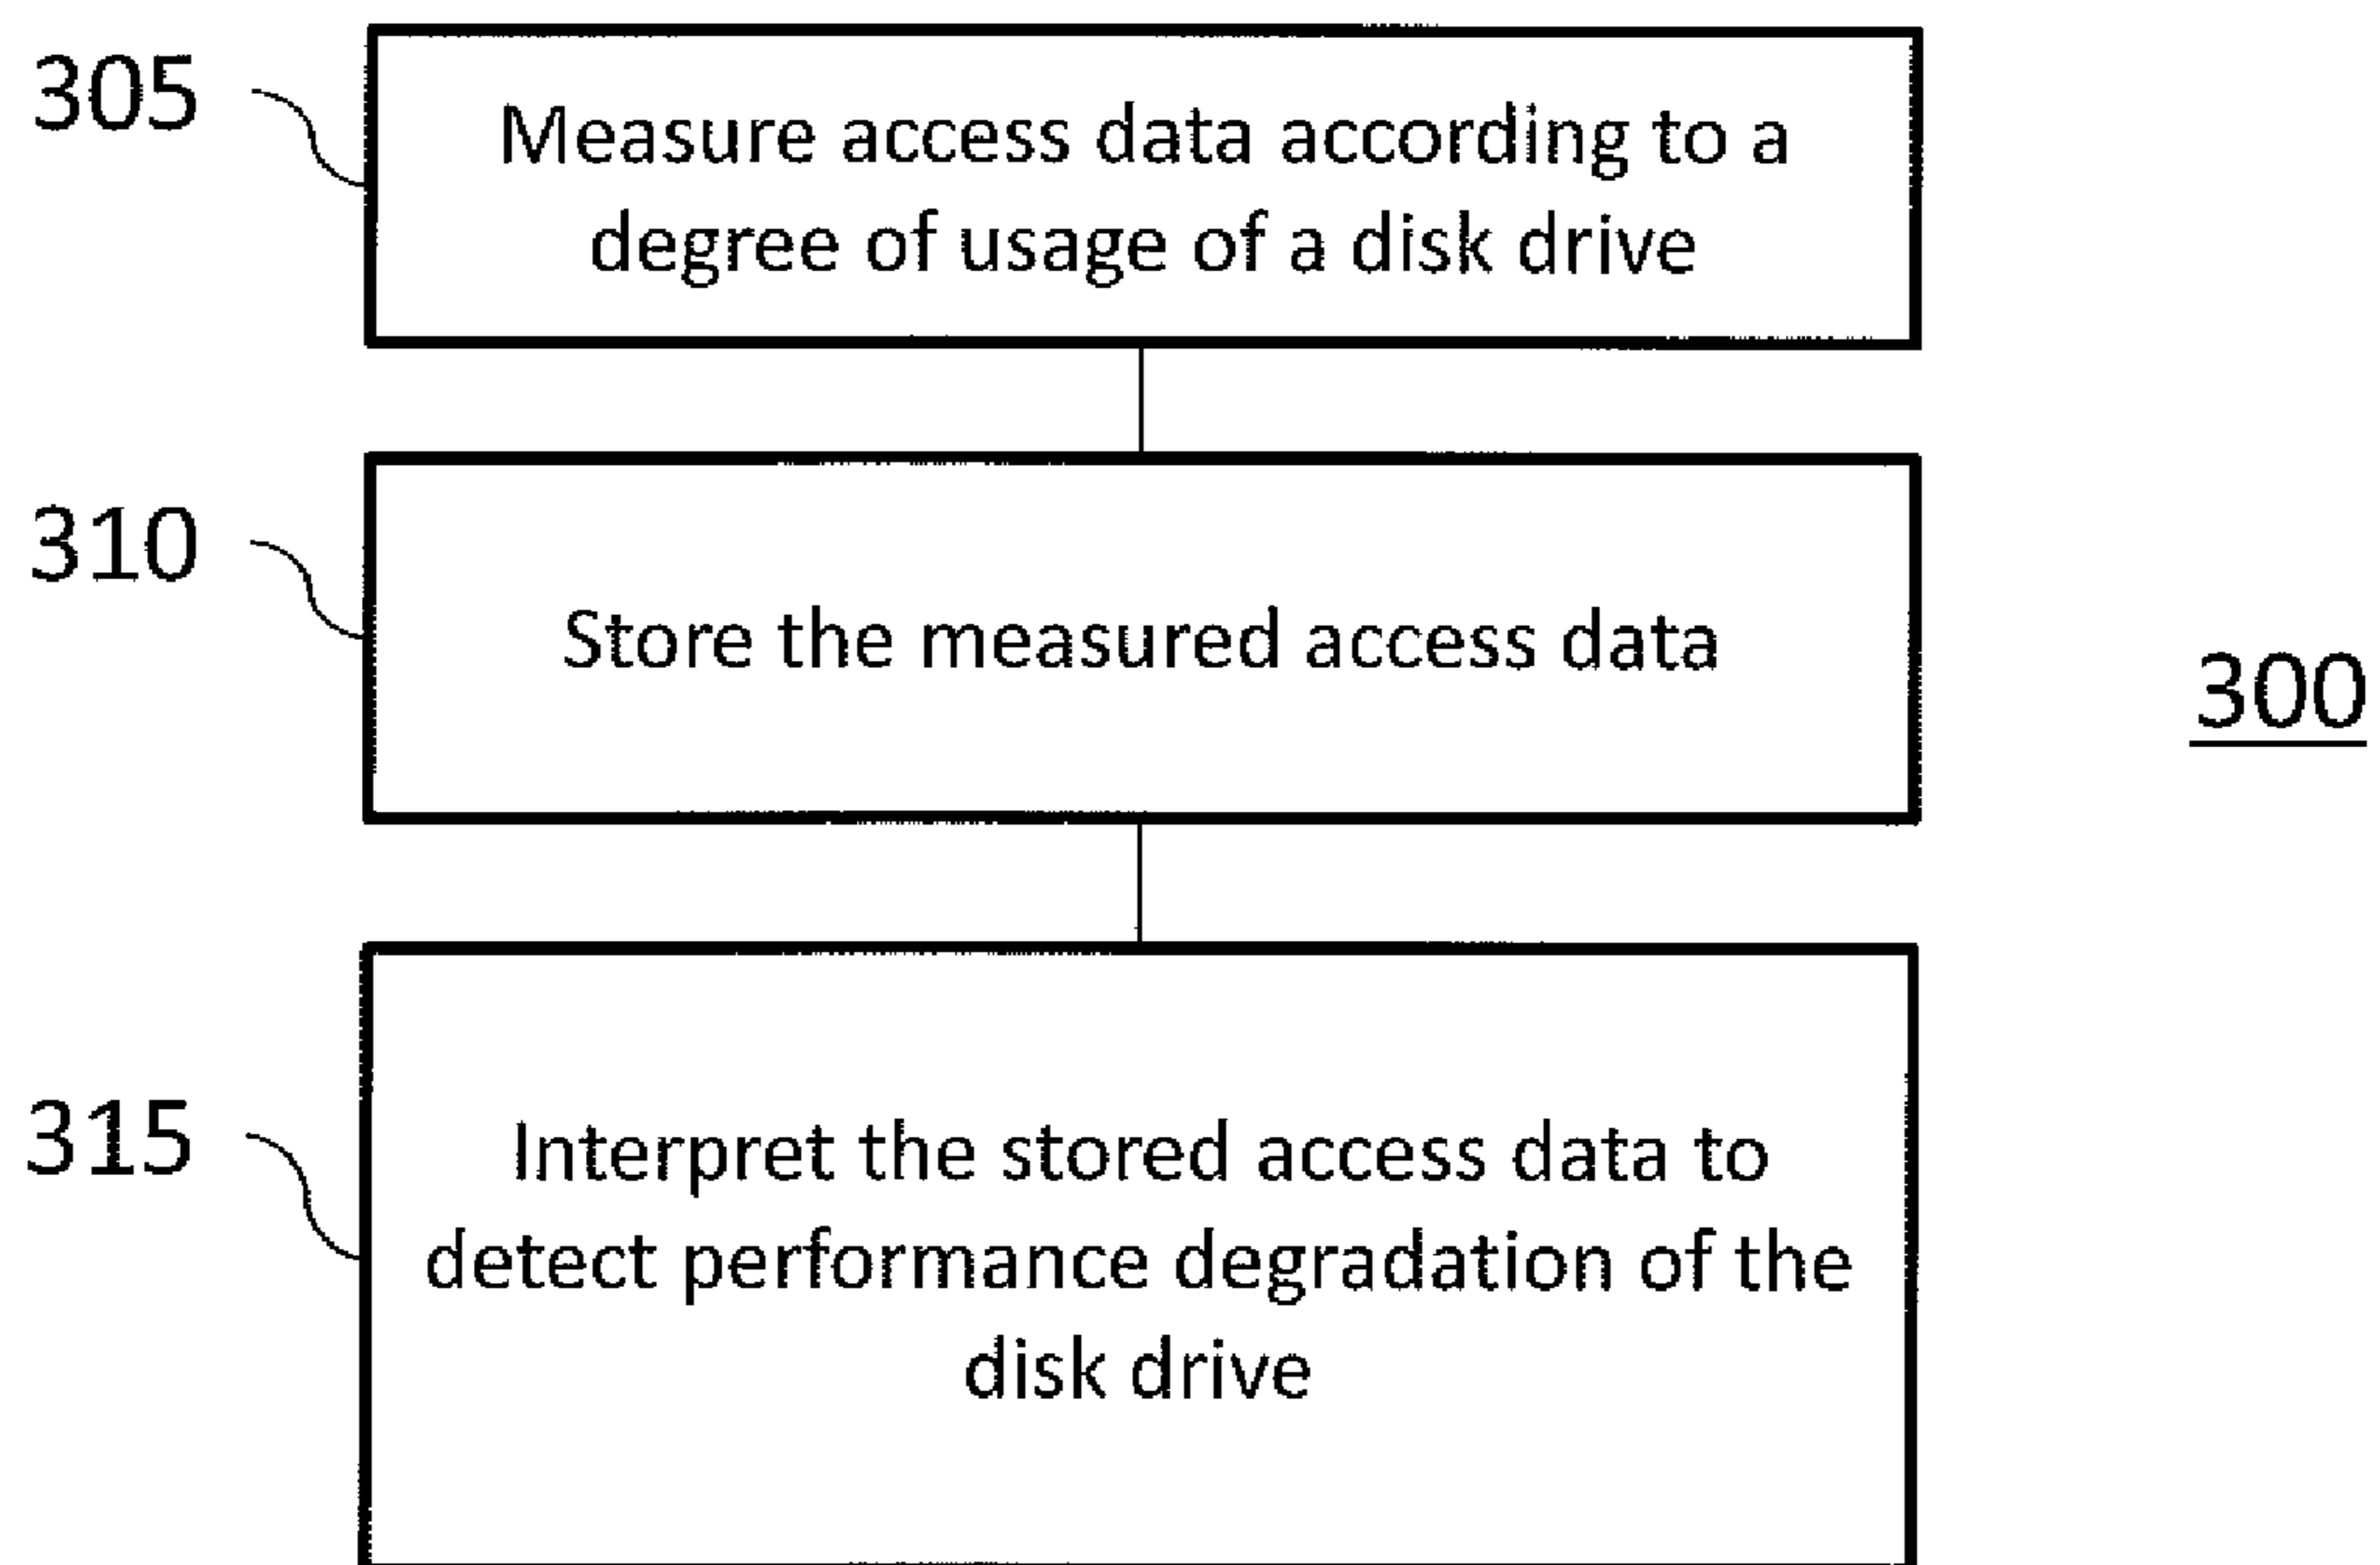 305
Measure access data according to a
degree of usage of a disk drive
310
Store the measured access data
300
315
Interpret the stored access data to
detect performance degradation of the
disk drive